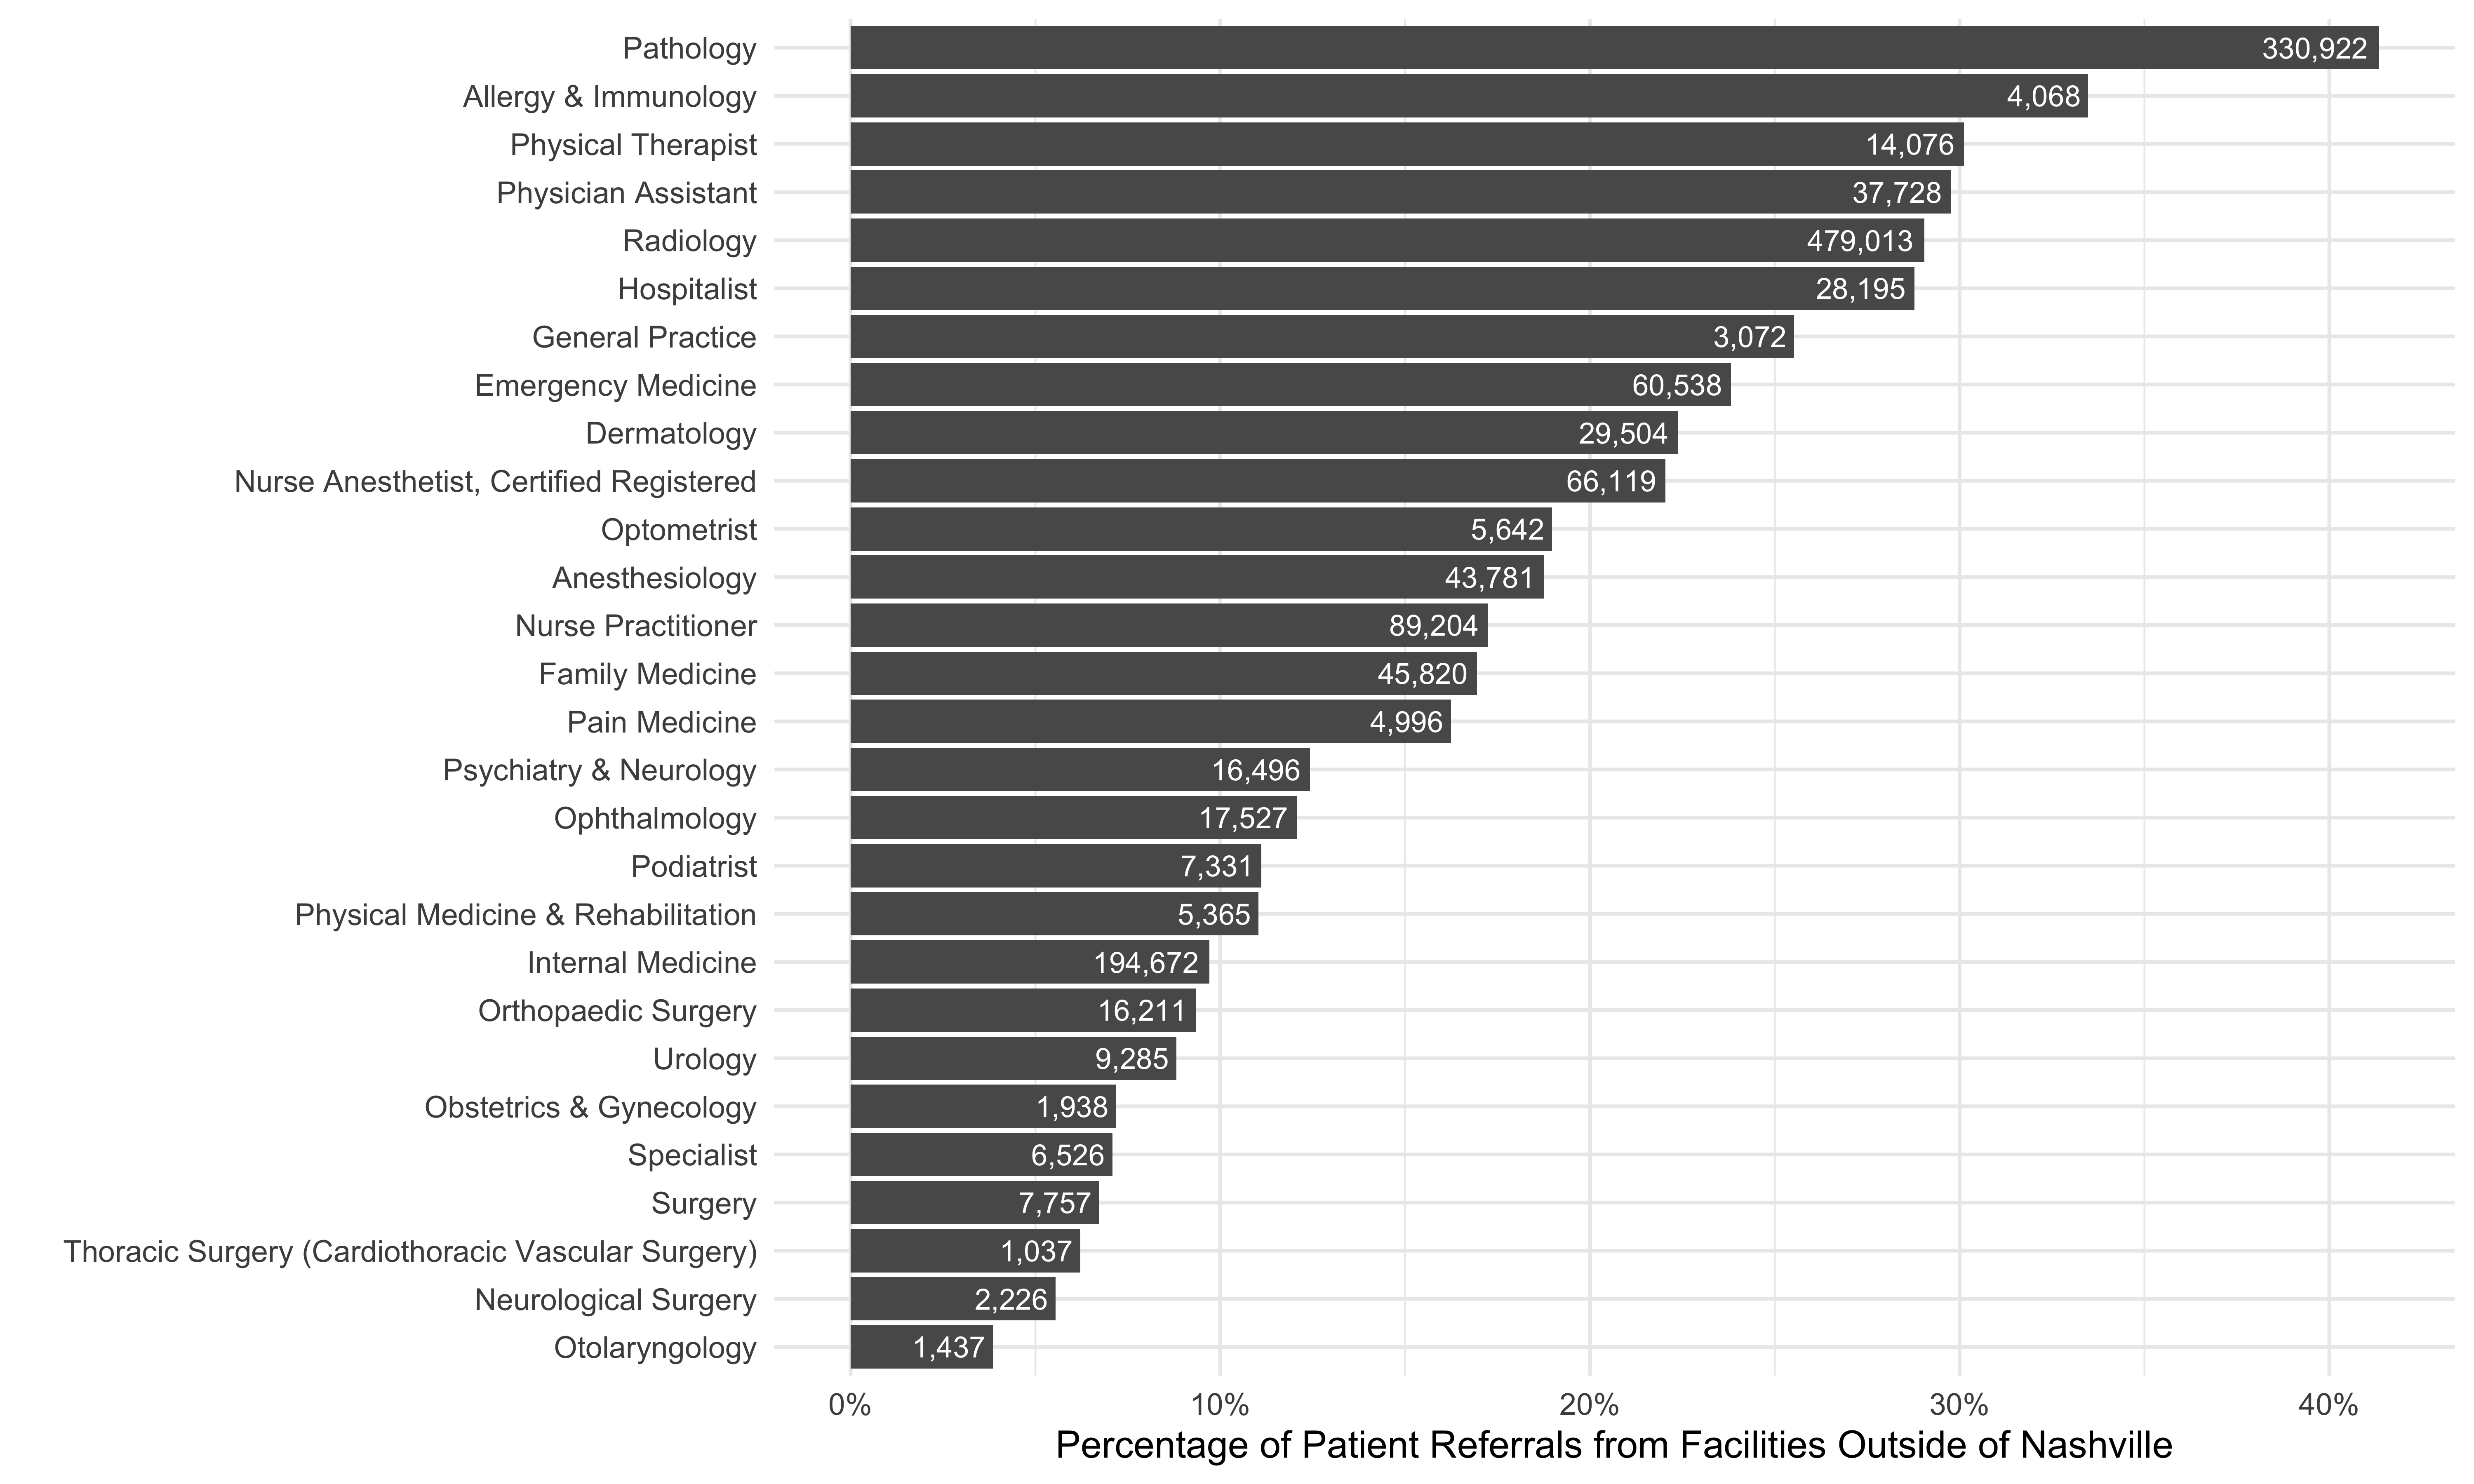 Pathology 330,922
Allergy & Immunology 4,068
Physical Therapist 14,076
Physician Assistant 37,728
Radiology 479,013
Hospitalist 28,195
General Practice 3,072
Emergency Medicine 60,538
Dermatology 29,504
Nurse Anesthetist, Certified Registered 66,119
Optometrist 5,642
Anesthesiology 43,781
Nurse Practitioner 89,204
Family Medicine 45,820
Pain Medicine 4,996
Psychiatry & Neurology 16,496
Ophthalmology 17,527
Podiatrist 7,331
Physical Medicine & Rehabilitation 5,365
Internal Medicine 194,672
Orthopaedic Surgery 16,211
Urology 9,285
Obstetrics & Gynecology 1,938
Specialist 6,526
Surgery 7,757
Thoracic Surgery (Cardiothoracic Vascular Surgery) 1,037
Neurological Surgery 2,226
Otolaryngology 1,437
0% 10% 20% 30% 40%
Percentage of Patient Referrals from Facilities Outside of Nashville